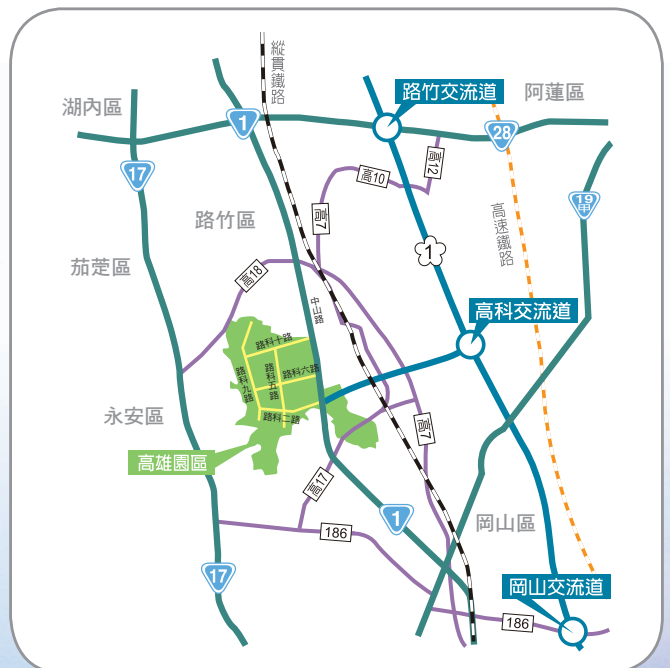 縱貫鐵路
路竹交流道
阿蓮區
湖內區
1
28
17
高12
高10
19甲
路竹區
高7
高速鐵路
1
茄萣區
高18
中山路
高科交流道
路科十路
路科九路
路科五路
路科六路
永安區
路科二路
高7
高雄園區
高17
1
岡山區
186
17
岡山交流道
186